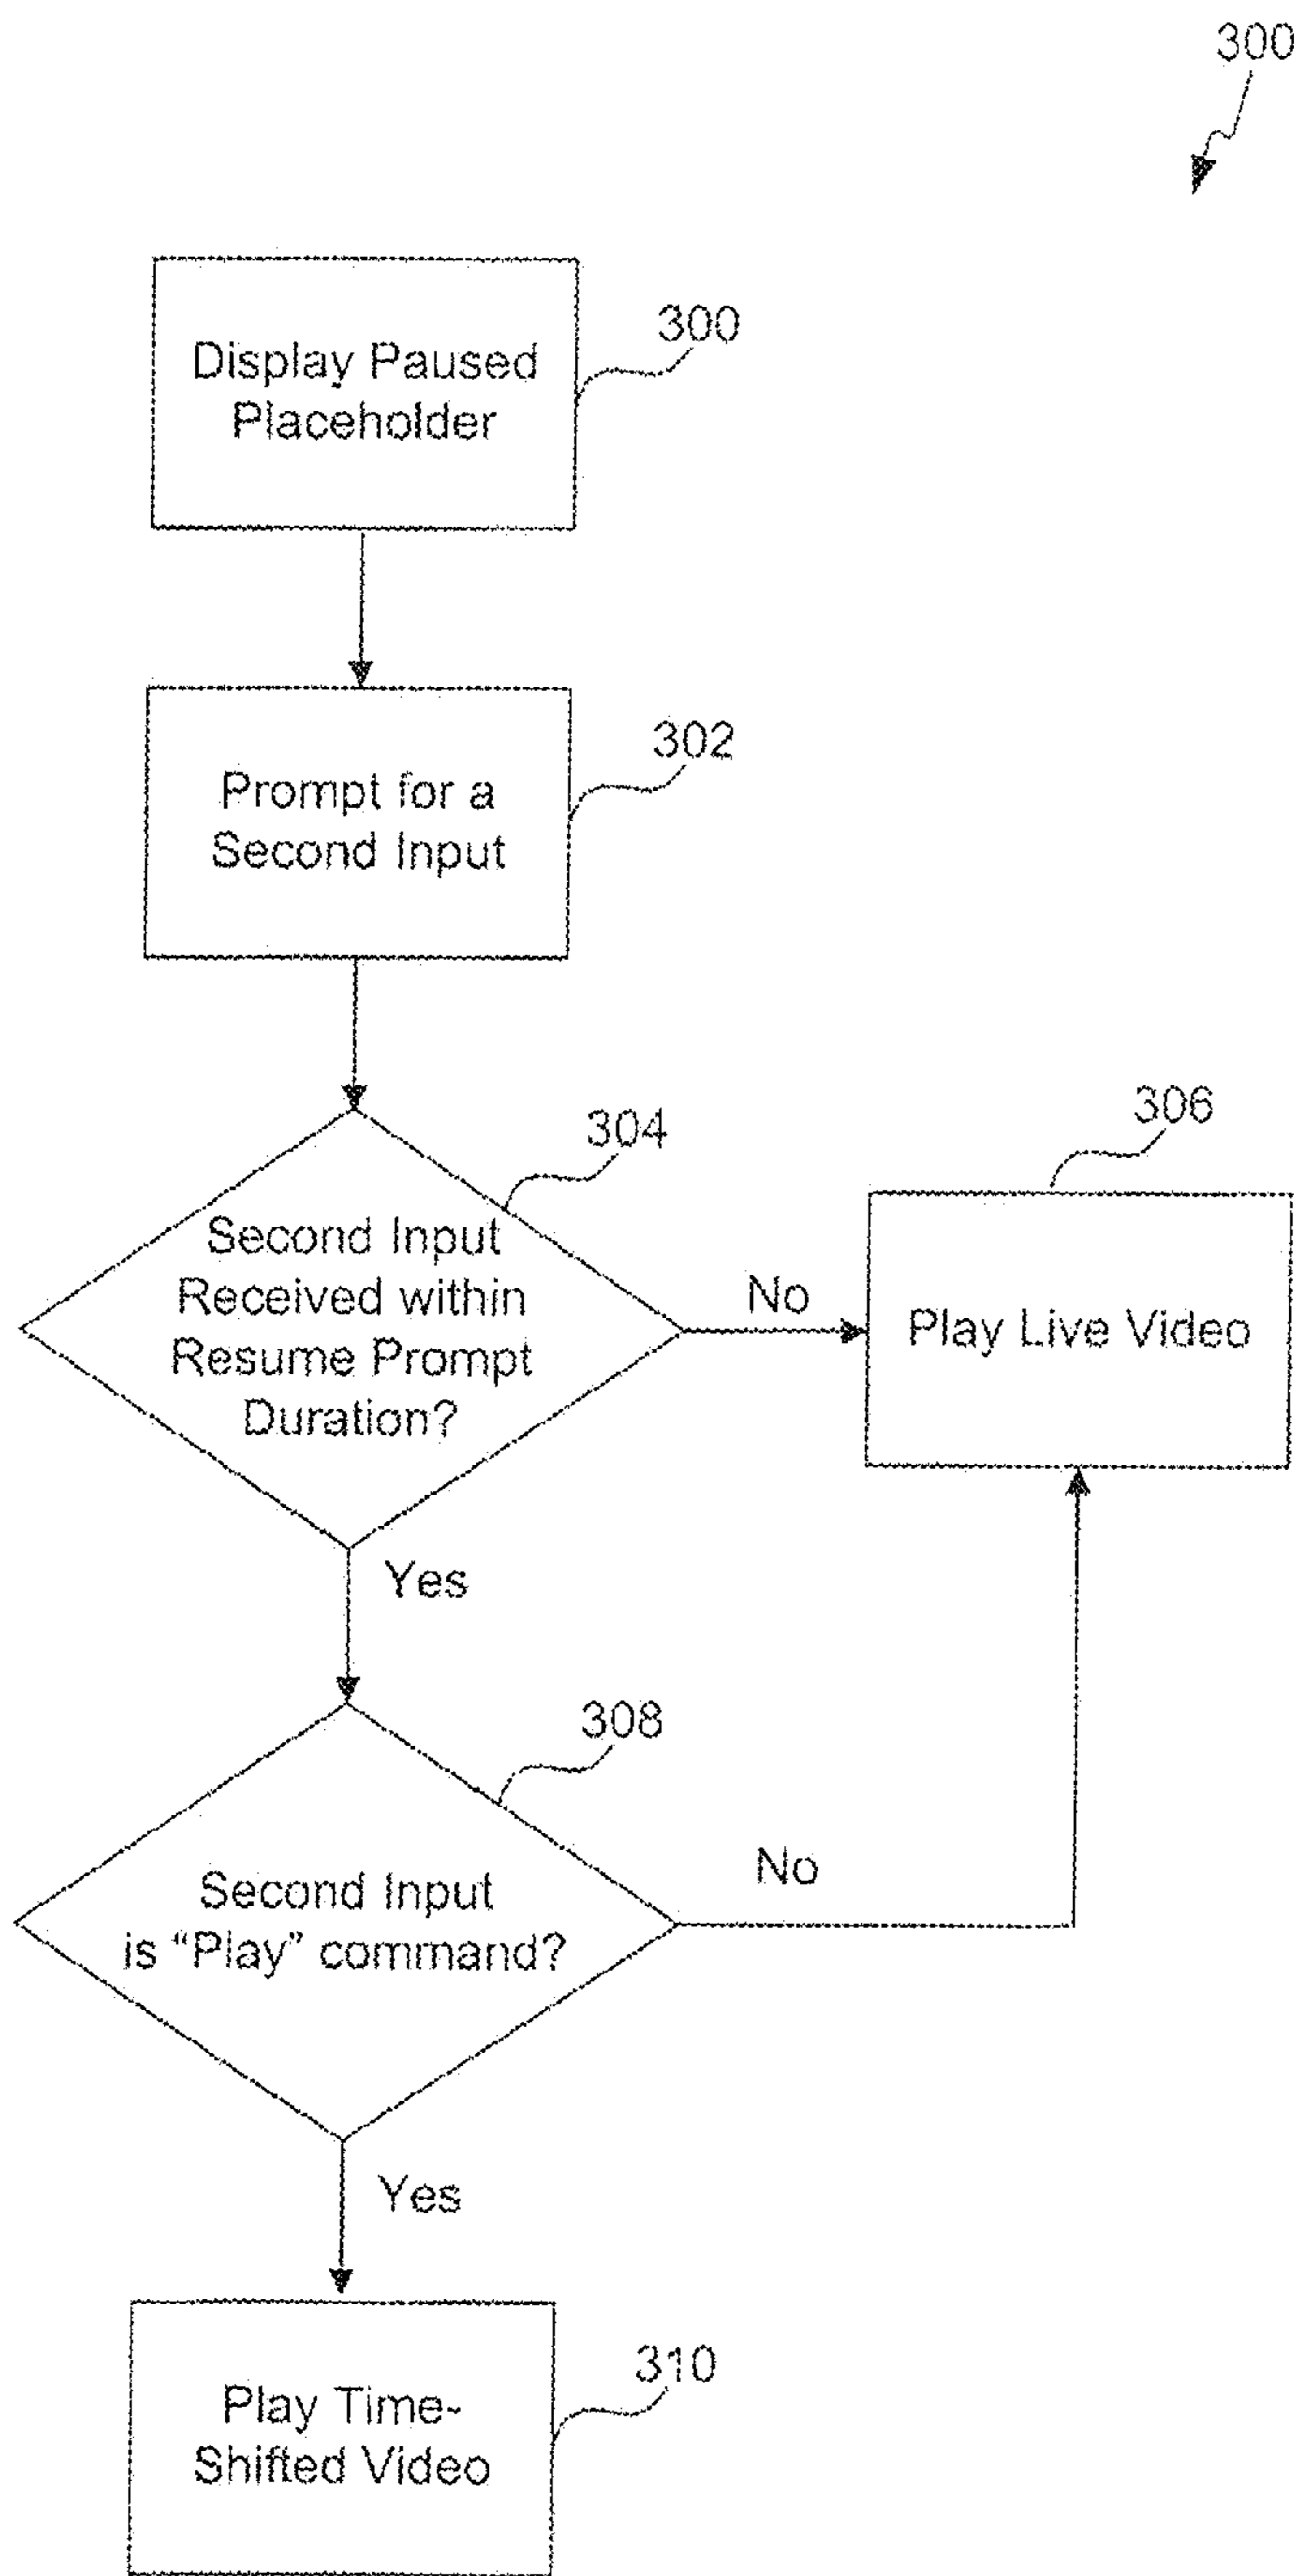 300
Display Paused
Placeholder
300
Prompt for a
Second Input
302
Second Input
Received within
Resume Prompt
Duration?
304
No
Play Live Video
306
Yes
Second Input
is “Play” command?
308
No
Yes
Play Time-
Shifted Video
310